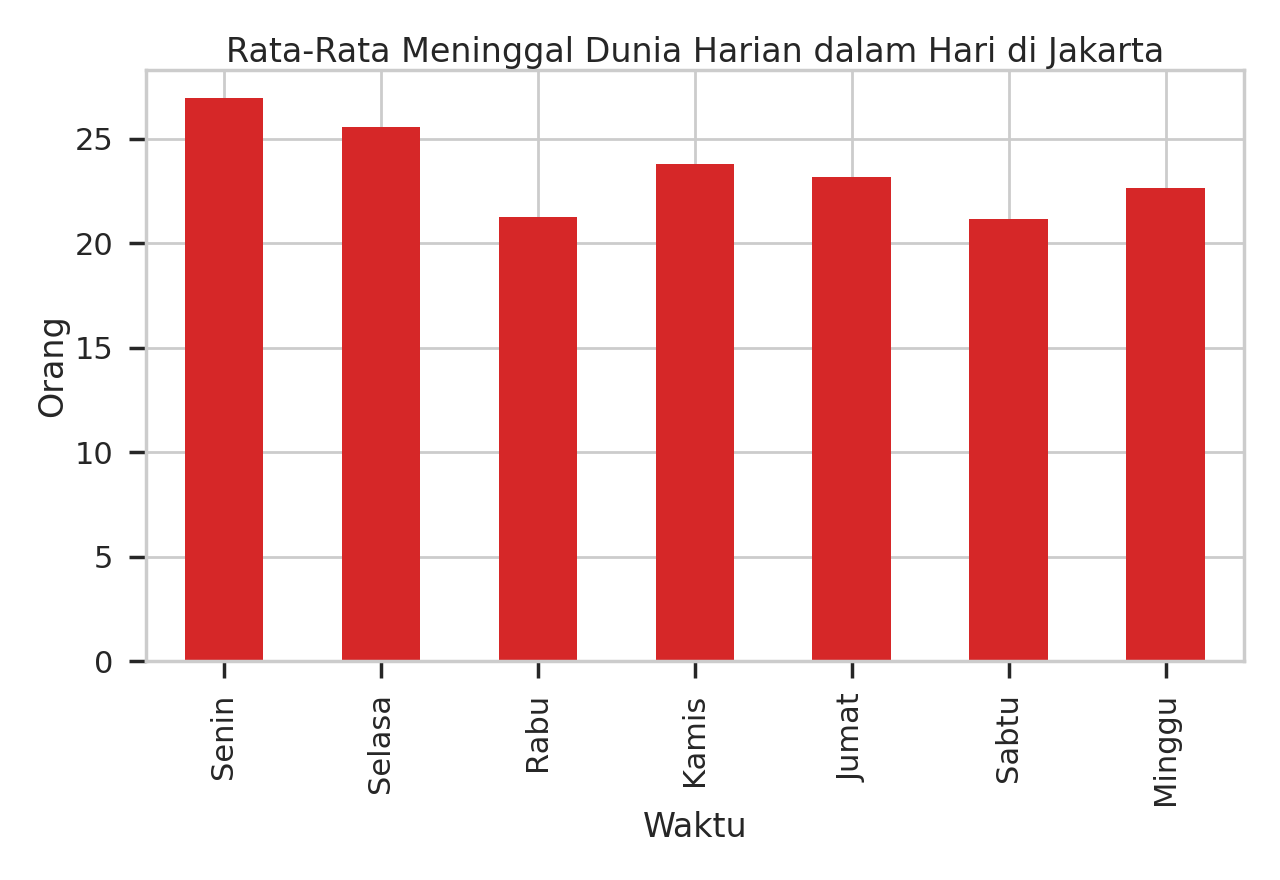 Rata-Rata Meninggal Dunia Harian dalam Hari di Jakarta
Orang
25
20
15
10
5
0
Senin
Selasa
Rabu
Kamis
Jumat
Sabtu
Minggu
Waktu